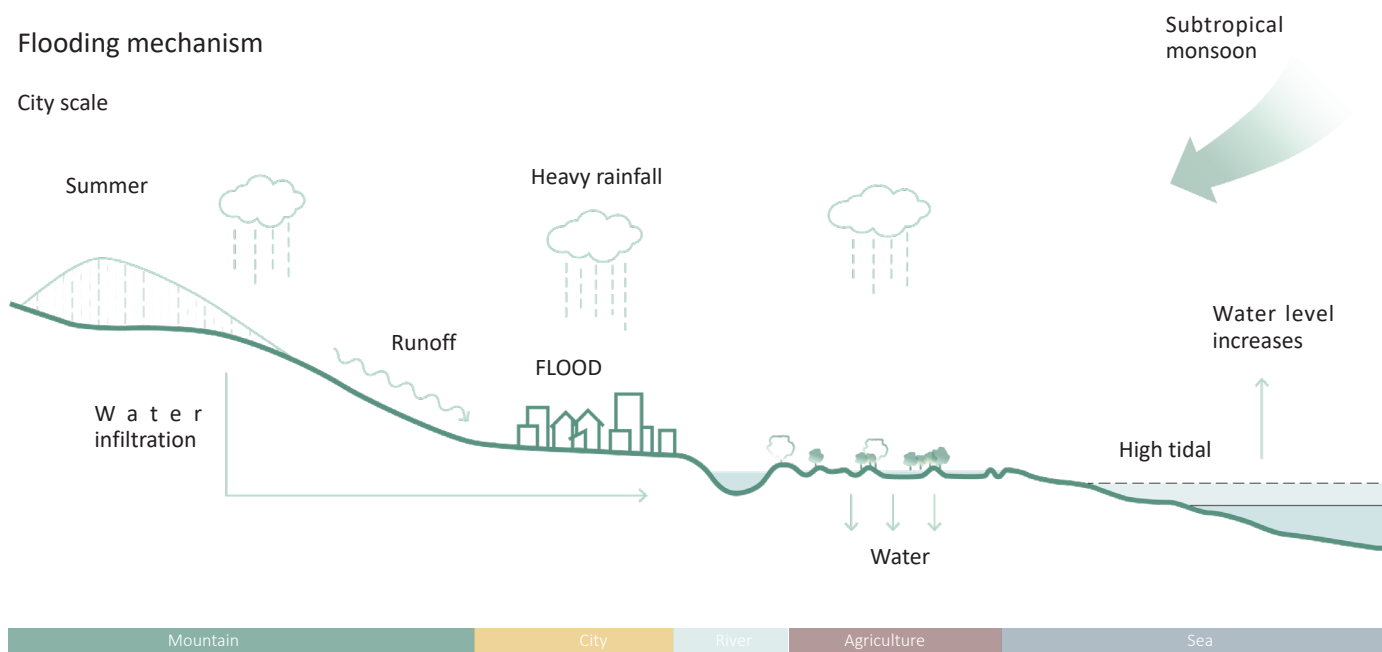 Flooding mechanism
City scale
Subtropical
monsoon
Summer
Heavy rainfall
Runoff
FLOOD
Water level
increases
Water
infiltration
High tidal
Water
Mountain
City
River
Agriculture
Sea